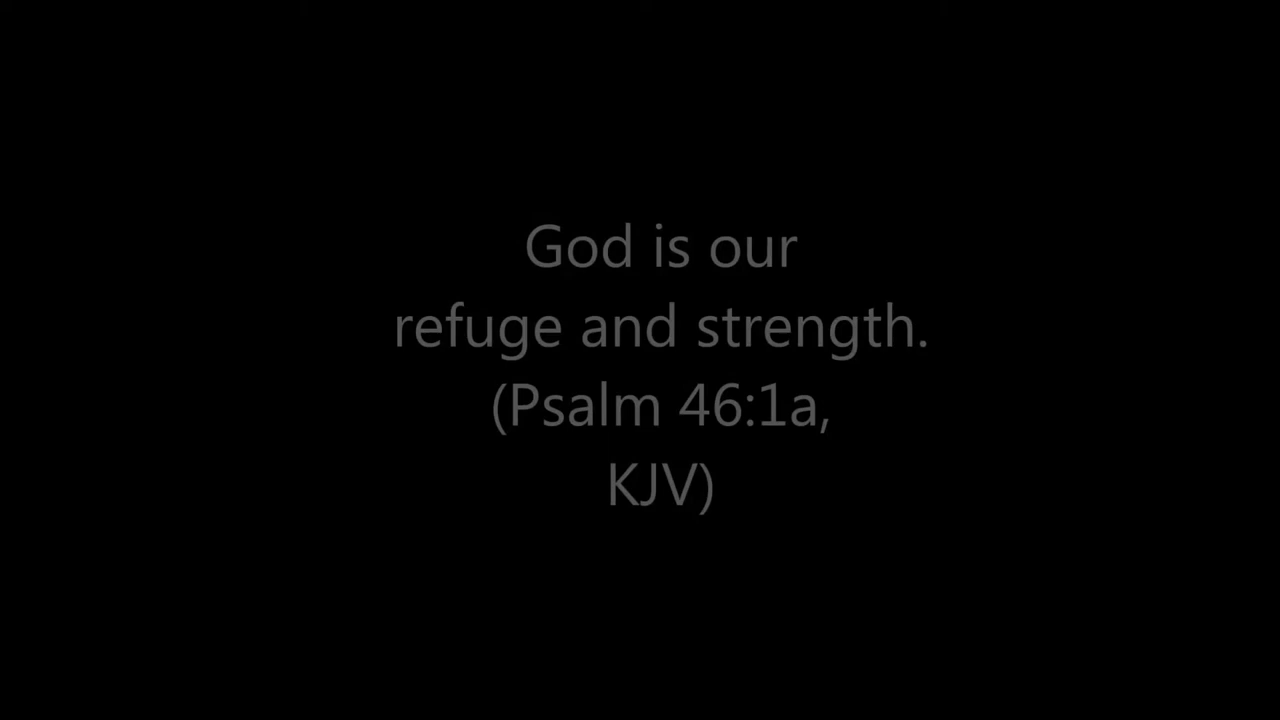 God is our
refuge and strength.
(Psalm 46:1a,
KJV)